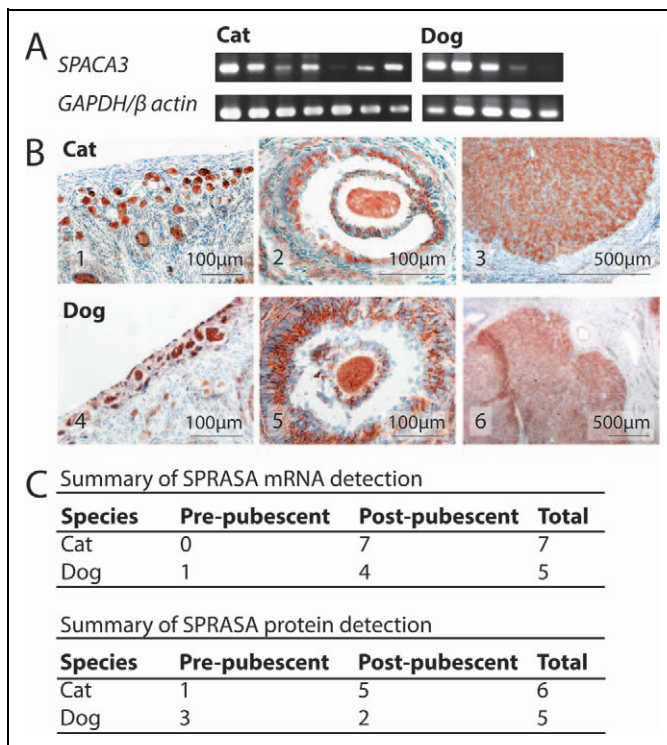 A
Cat Dog
SPACA3
GAPDH/β actin
B
Cat
1 100µm 2 100µm 3 500µm
Dog
4 100µm 5 100µm 6 500µm
C Summary of SPRASA mRNA detection
Species Pre-pubescent Post-pubescent Total
Cat 0 7 7
Dog 1 4 5
Summary of SPRASA protein detection
Species Pre-pubescent Post-pubescent Total
Cat 1 5 6
Dog 3 2 5